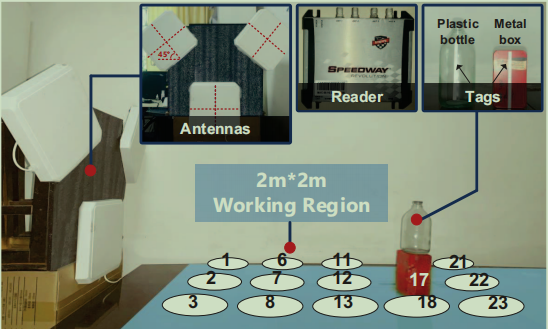 45°
Antennas
SPEEDWAY
REVOLUTION
Reader
Plastic
bottle
Metal
box
Tags
2m*2m
Working Region
1 6 11 21
2 7 12 17 22
3 8 13 18 23